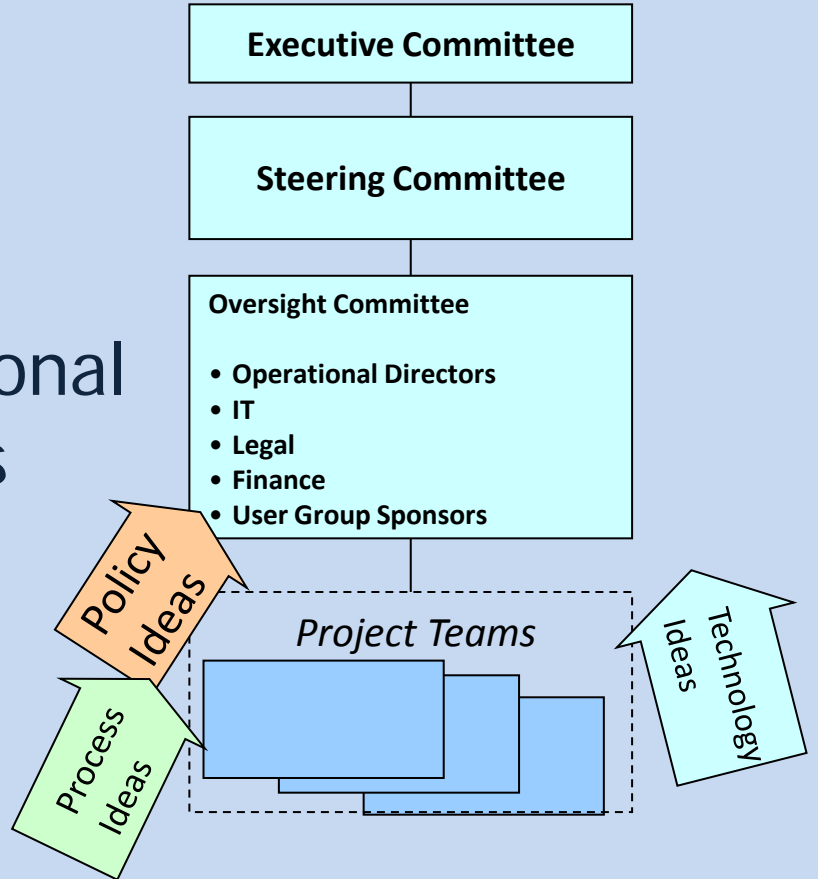 Executive Committee
Steering Committee
Oversight Committee
• Operational Directors
• IT
• Legal
• Finance
• User Group Sponsors
onal
s
Policy
Ideas
Process
Ideas
Project Teams
Technology
Ideas